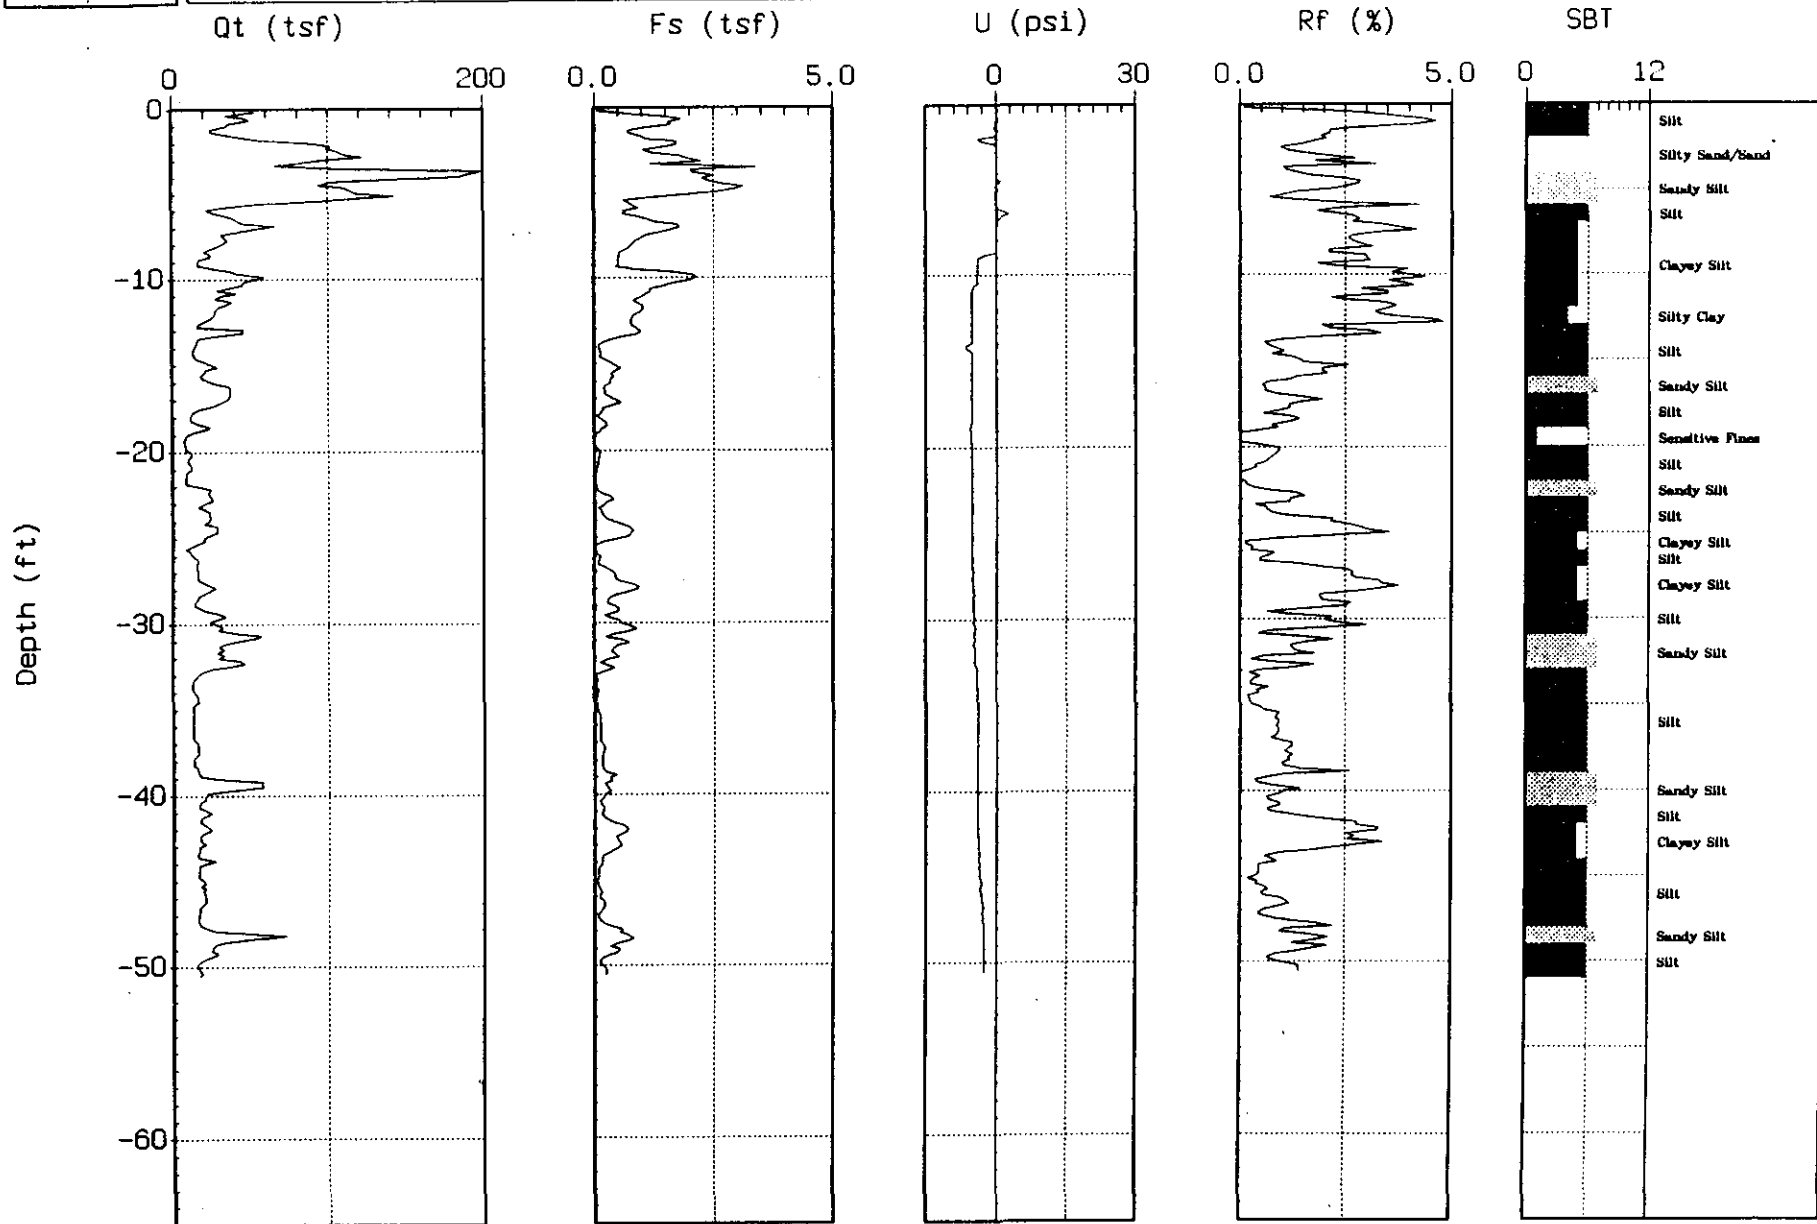 Qt (tsf) Fs (tsf) U (psi) Rf (%) SBT
0 200 0.0 5.0 0 30 0.0 5.0 0 12
0
-10
-20
-30
-40
-50
-60
Depth (ft)
Silt
Silty Sand/Sand
Sandy Silt
Silt
Clayey Silt
Silty Clay
Silt
Sandy Silt
Silt
Sensitive Fines
Silt
Sandy Silt
Silt
Clayey Silt
Silt
Clayey Silt
Silt
Sandy Silt
Silt
Sandy Silt
Silt
Clayey Silt
Silt
Sandy Silt
Silt